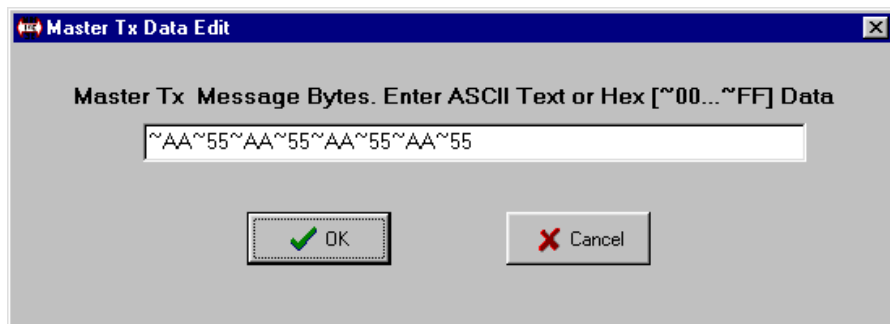 Master Tx Data Edit
Master Tx  Message Bytes. Enter ASCII Text or Hex [~00...~FF] Data
~AA~55~AA~55~AA~55~AA~55
OK Cancel